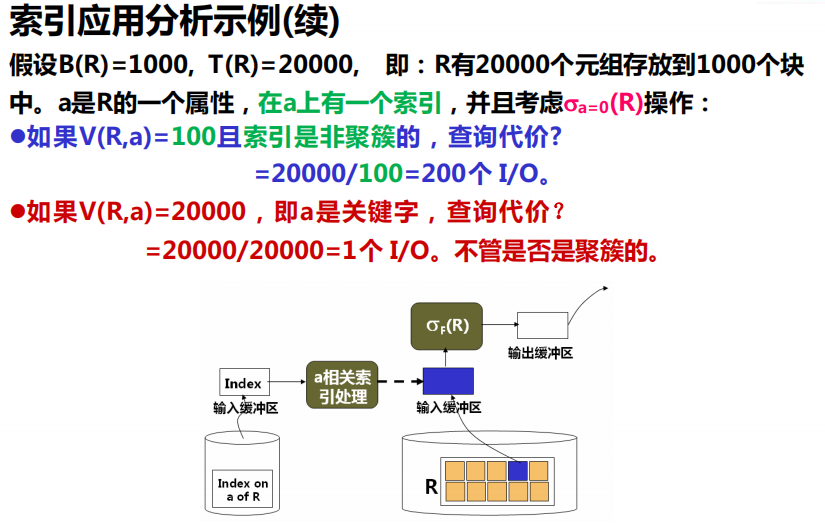 索引应用分析示例(续)
假设B(R)=1000, T(R)=20000, 即：R有20000个元组存放到1000个块
中。a是R的一个属性，在a上有一个索引，并且考虑σa=0(R)操作：
●如果V(R,a)=100且索引是非聚簇的，查询代价?
=20000/100=200个 I/O。
●如果V(R,a)=20000，即a是关键字，查询代价？
=20000/20000=1个 I/O。不管是否是聚簇的。
σF(R)
输出缓冲区
Index
a相关索
引处理
输入缓冲区
输入缓冲区
Index on
a of R
R